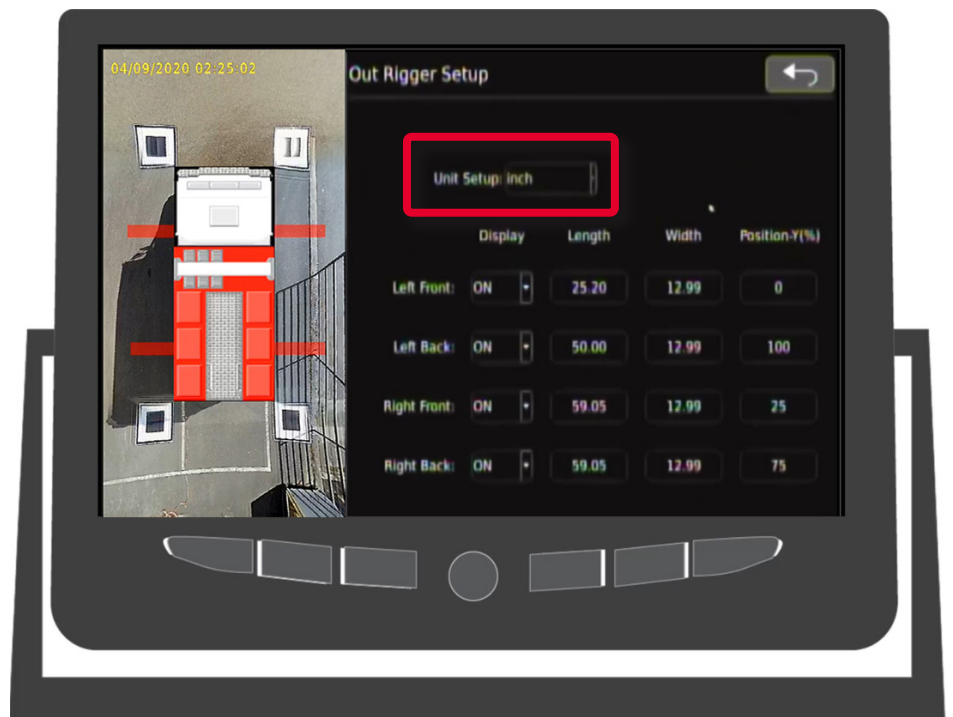 04/09/2020 02:25:02
Out Rigger Setup
Unit Setup: inch
Display Length Width Position-Y(%)
Left Front: ON 25.20 12.99 0
Left Back: ON 50.00 12.99 100
Right Front: ON 59.05 12.99 25
Right Back: ON 59.05 12.99 75